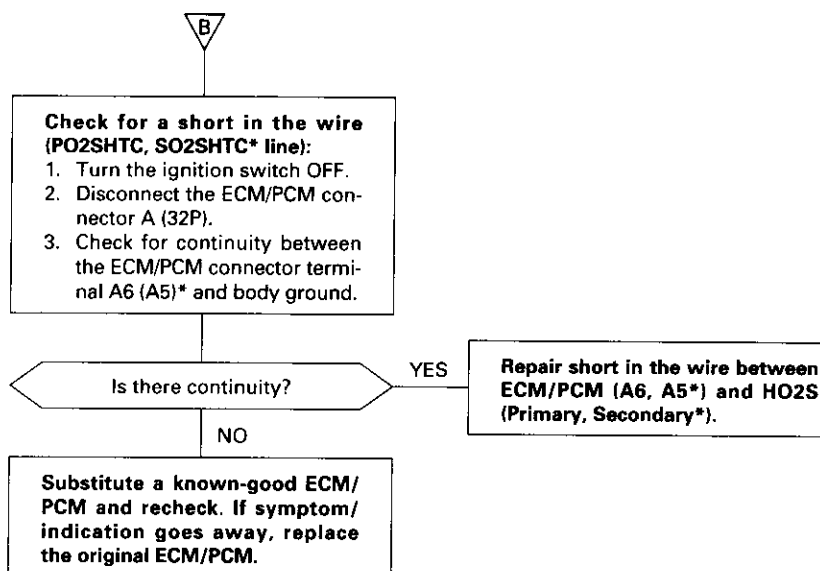 B
Check for a short in the wire
(PO2SHTC, SO2SHTC* line):
1. Turn the ignition switch OFF.
2. Disconnect the ECM/PCM con-
nector A (32P).
3. Check for continuity between
the ECM/PCM connector termi-
nal A6 (A5)* and body ground.
Is there continuity?
YES
Repair short in the wire between
ECM/PCM (A6, A5*) and HO2S
(Primary, Secondary*).
NO
Substitute a known-good ECM/
PCM and recheck. If symptom/
indication goes away, replace
the original ECM/PCM.